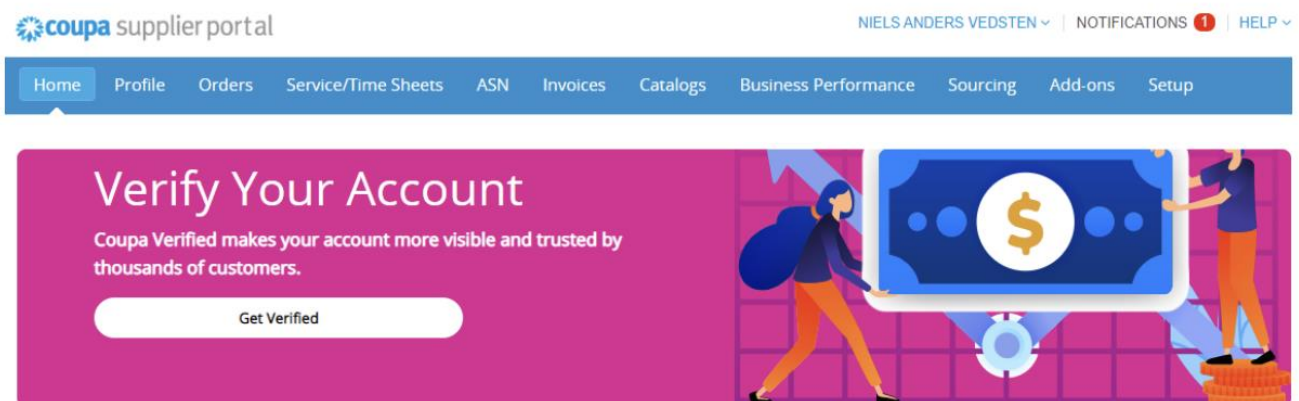 coupa supplier portal
NIELS ANDERS VEDSTEN NOTIFICATIONS 1 HELP
Home Profile Orders Service/Time Sheets ASN Invoices Catalogs Business Performance Sourcing Add-ons Setup
Verify Your Account
Coupa Verified makes your account more visible and trusted by
thousands of customers.
Get Verified
$